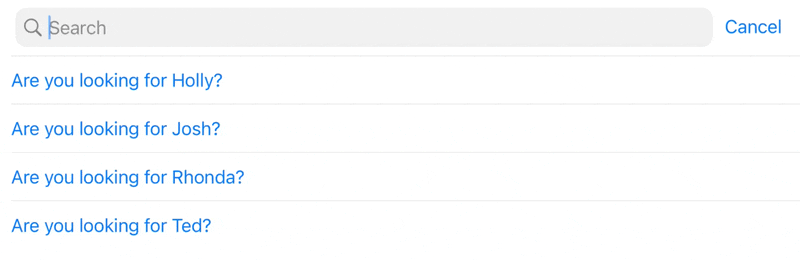 Search Cancel
Are you looking for Holly?
Are you looking for Josh?
Are you looking for Rhonda?
Are you looking for Ted?